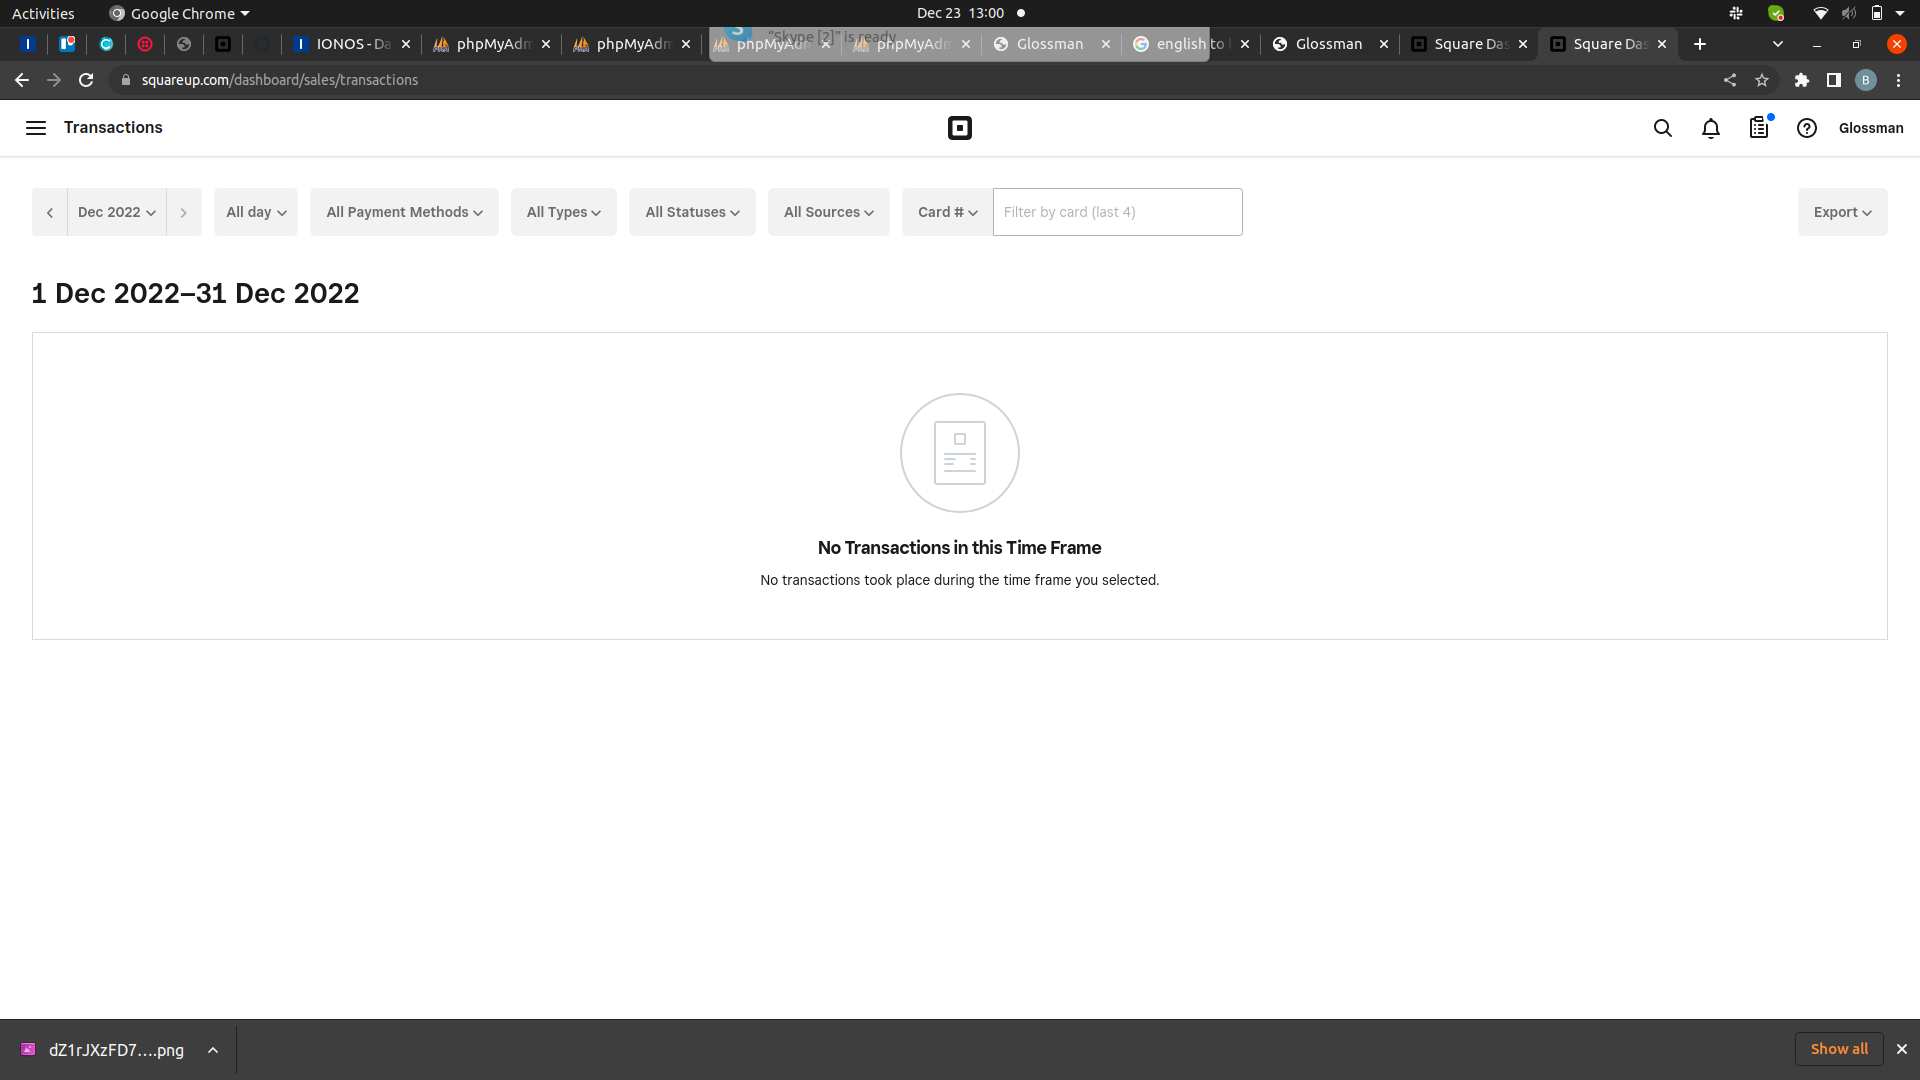 Activities
Google Chrome
Dec 23 13:00
IONOS - Da
phpMyAdm
phpMyAdm
phpMyAdm
"Skype [2]" is ready
phpMyAdm
Glossman
english to
Glossman
Square Das
Square Das
squareup.com/dashboard/sales/transactions
B
Transactions
Glossman
Dec 2022
All day
All Payment Methods
All Types
All Statuses
All Sources
Card #
Filter by card (last 4)
Export
1 Dec 2022–31 Dec 2022
No Transactions in this Time Frame
No transactions took place during the time frame you selected.
dZ1rJXzFD7....png
Show all